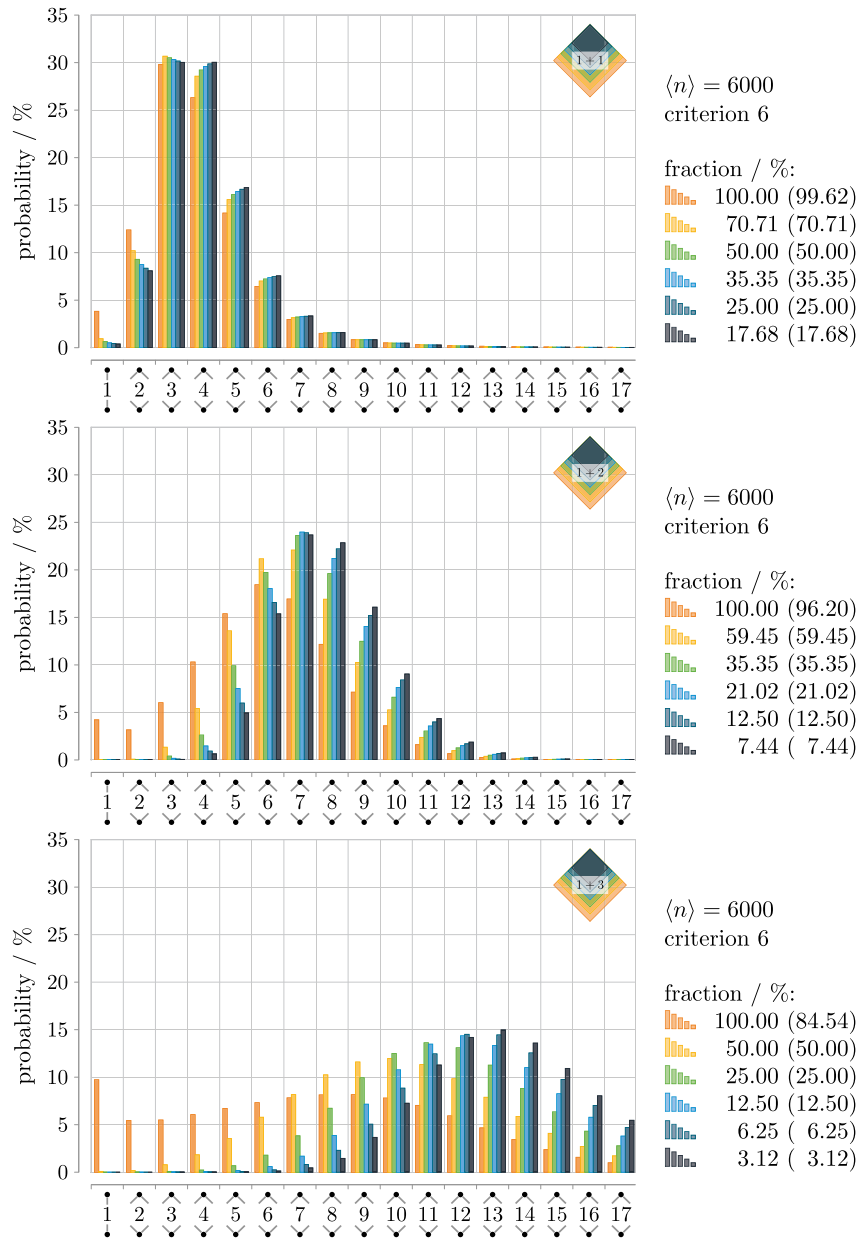 35
30
25
20
15
10
5
0
probability / %
1 + 1
1 2 3 4 5 6 7 8 9 10 11 12 13 14 15 16 17
⟨n⟩ = 6000
criterion 6
fraction / %:
100.00 (99.62)
70.71 (70.71)
50.00 (50.00)
35.35 (35.35)
25.00 (25.00)
17.68 (17.68)
35
30
25
20
15
10
5
0
probability / %
1 + 2
1 2 3 4 5 6 7 8 9 10 11 12 13 14 15 16 17
⟨n⟩ = 6000
criterion 6
fraction / %:
100.00 (96.20)
59.45 (59.45)
35.35 (35.35)
21.02 (21.02)
12.50 (12.50)
7.44 ( 7.44)
35
30
25
20
15
10
5
0
probability / %
1 + 3
1 2 3 4 5 6 7 8 9 10 11 12 13 14 15 16 17
⟨n⟩ = 6000
criterion 6
fraction / %:
100.00 (84.54)
50.00 (50.00)
25.00 (25.00)
12.50 (12.50)
6.25 ( 6.25)
3.12 ( 3.12)